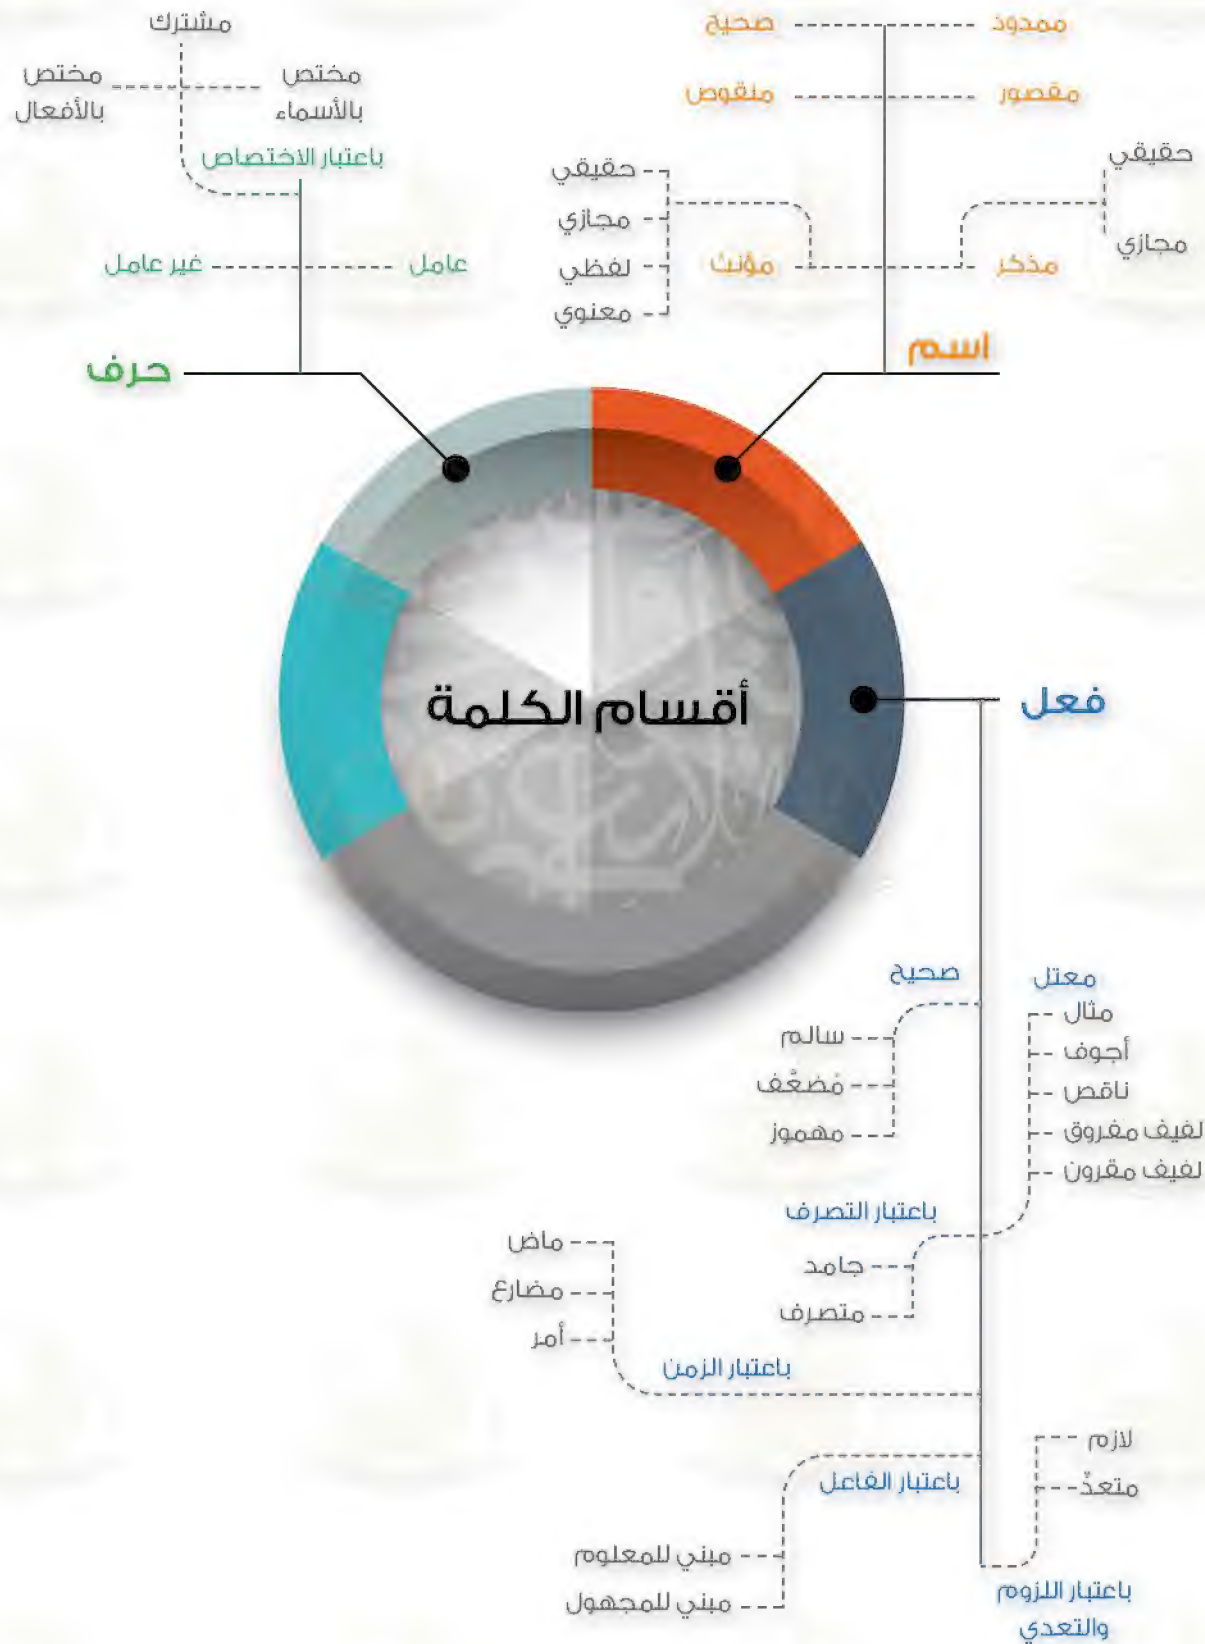 أقسام الكلمة
اسم
ممدود
صحيح
مقصور
منقوص
مذكر
حقيقي
مجازي
مؤنث
حقيقي
مجازي
لفظي
معنوي
فعل
معتل
مثال
أجوف
ناقص
لفيف مفروق
لفيف مقرون
صحيح
سالم
مُضعَّف
مهموز
باعتبار التصرف
جامد
متصرف
باعتبار الزمن
ماض
مضارع
أمر
باعتبار الفاعل
مبني للمعلوم
مبني للمجهول
باعتبار اللزوم
والتعدي
لازم
متعدٍّ
حرف
عامل
غير عامل
باعتبار الاختصاص
مشترك
مختص
بالأسماء
مختص
بالأفعال